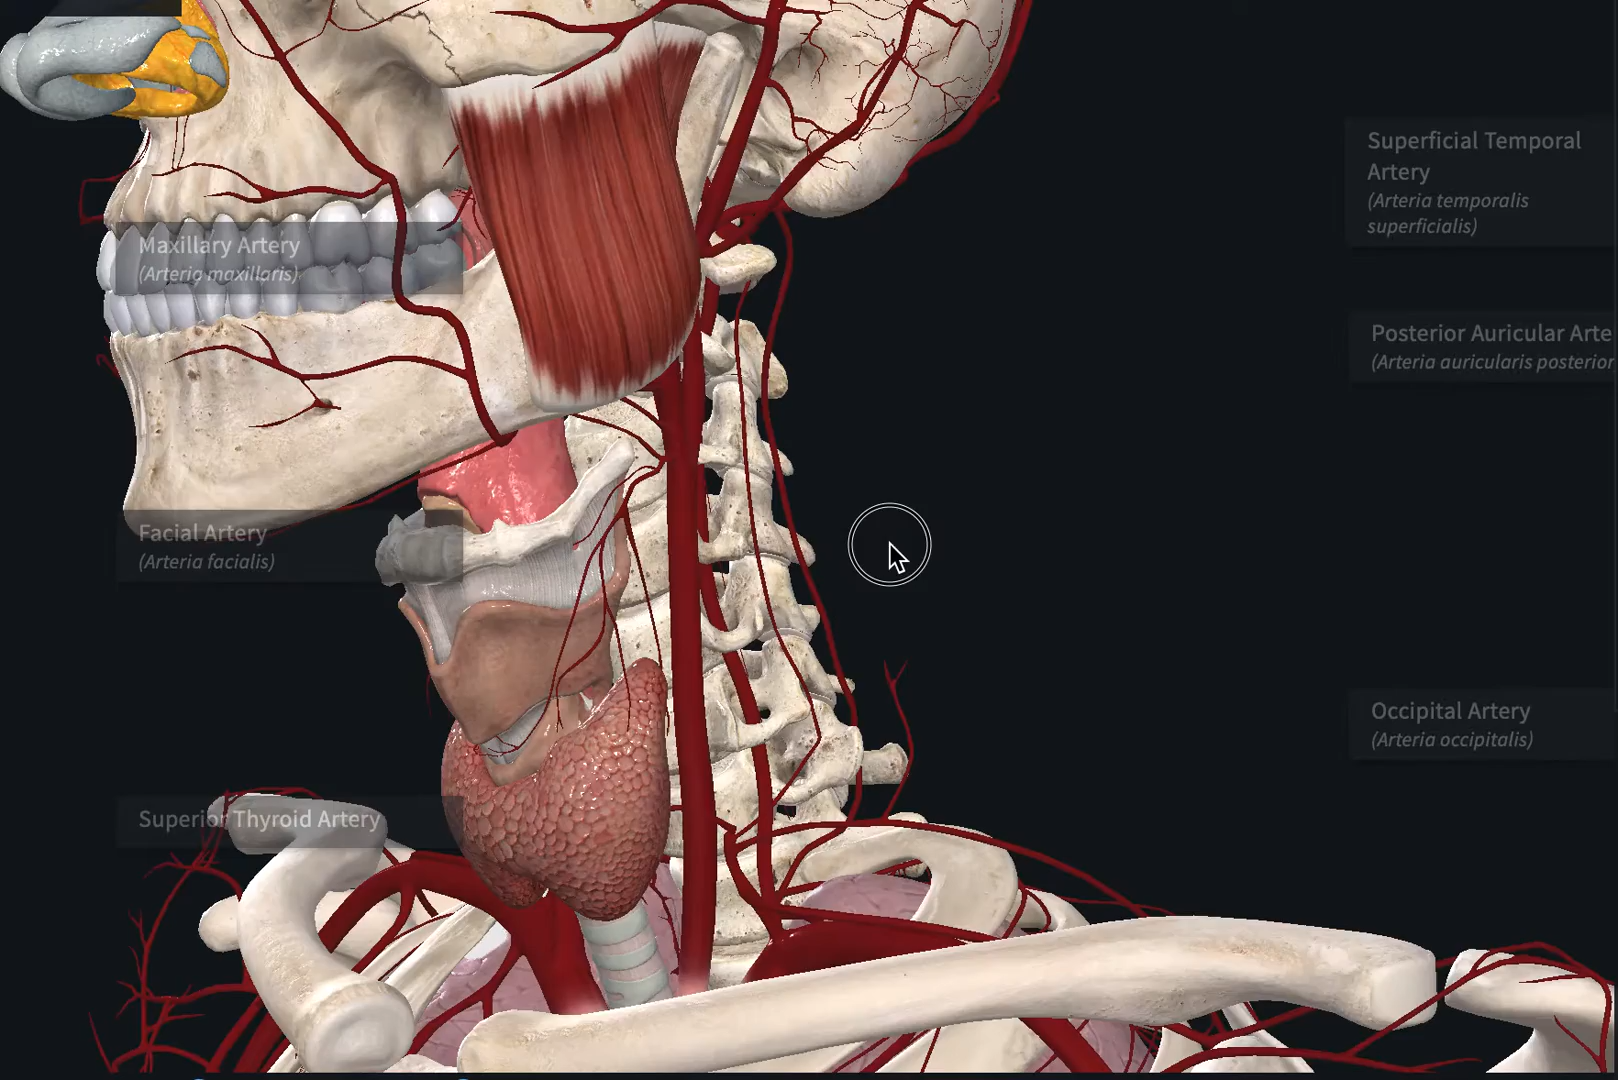 Superficial Temporal
Artery
(Arteria temporalis
superficialis)
Maxillary Artery
(Arteria maxillaris)
Posterior Auricular Arte
(Arteria auricularis posterior
Facial Artery
(Arteria facialis)
Occipital Artery
(Arteria occipitalis)
Superior Thyroid Artery